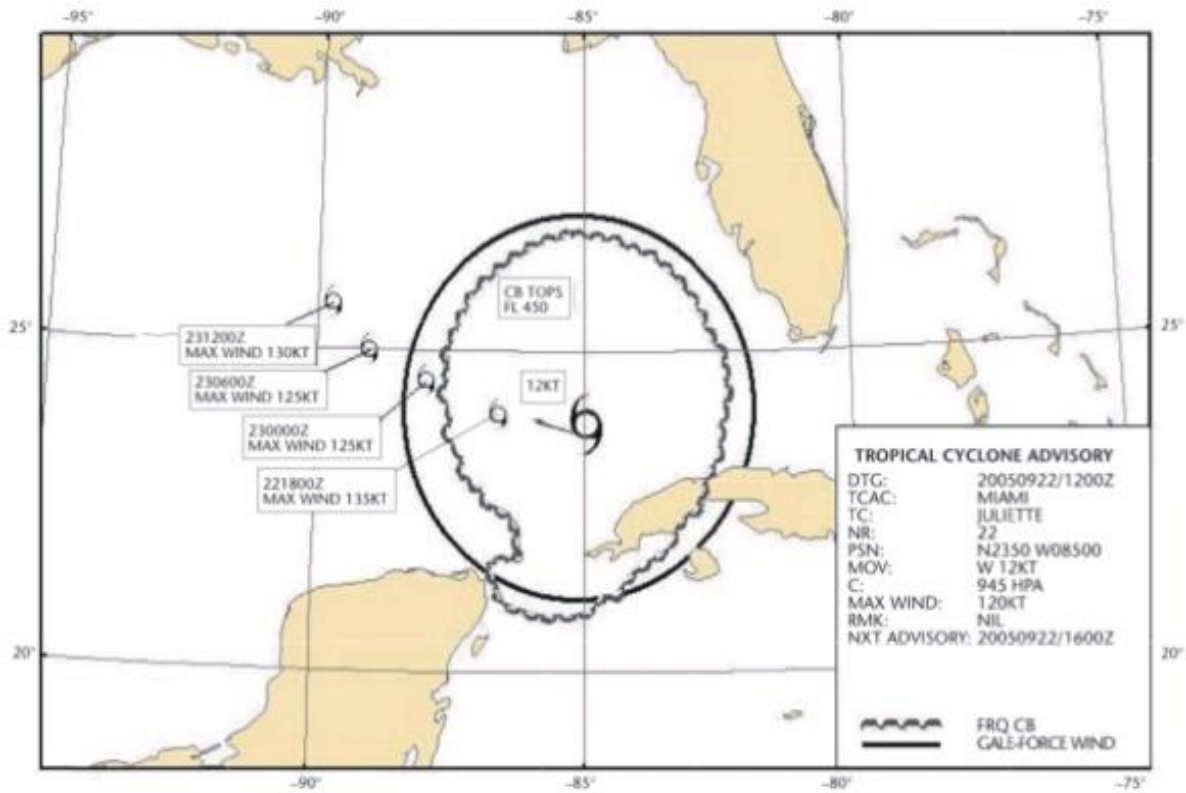 −95° −90° −85° −80° −75°
CB TOPS
FL 450
25° 25°
231200Z
MAX WIND 130KT
230600Z
MAX WIND 125KT
12KT
230000Z
MAX WIND 125KT
221800Z
MAX WIND 135KT
TROPICAL CYCLONE ADVISORY
DTG: 20050922/1200Z
TCAC: MIAMI
TC: JULIETTE
NR: 22
PSN: N2350 W08500
MOV: W 12KT
C: 945 HPA
MAX WIND: 120KT
RMK: NIL
NXT ADVISORY: 20050922/1600Z
20° 20°
FRQ CB
GALE-FORCE WIND
−90° −85° −80° −75°